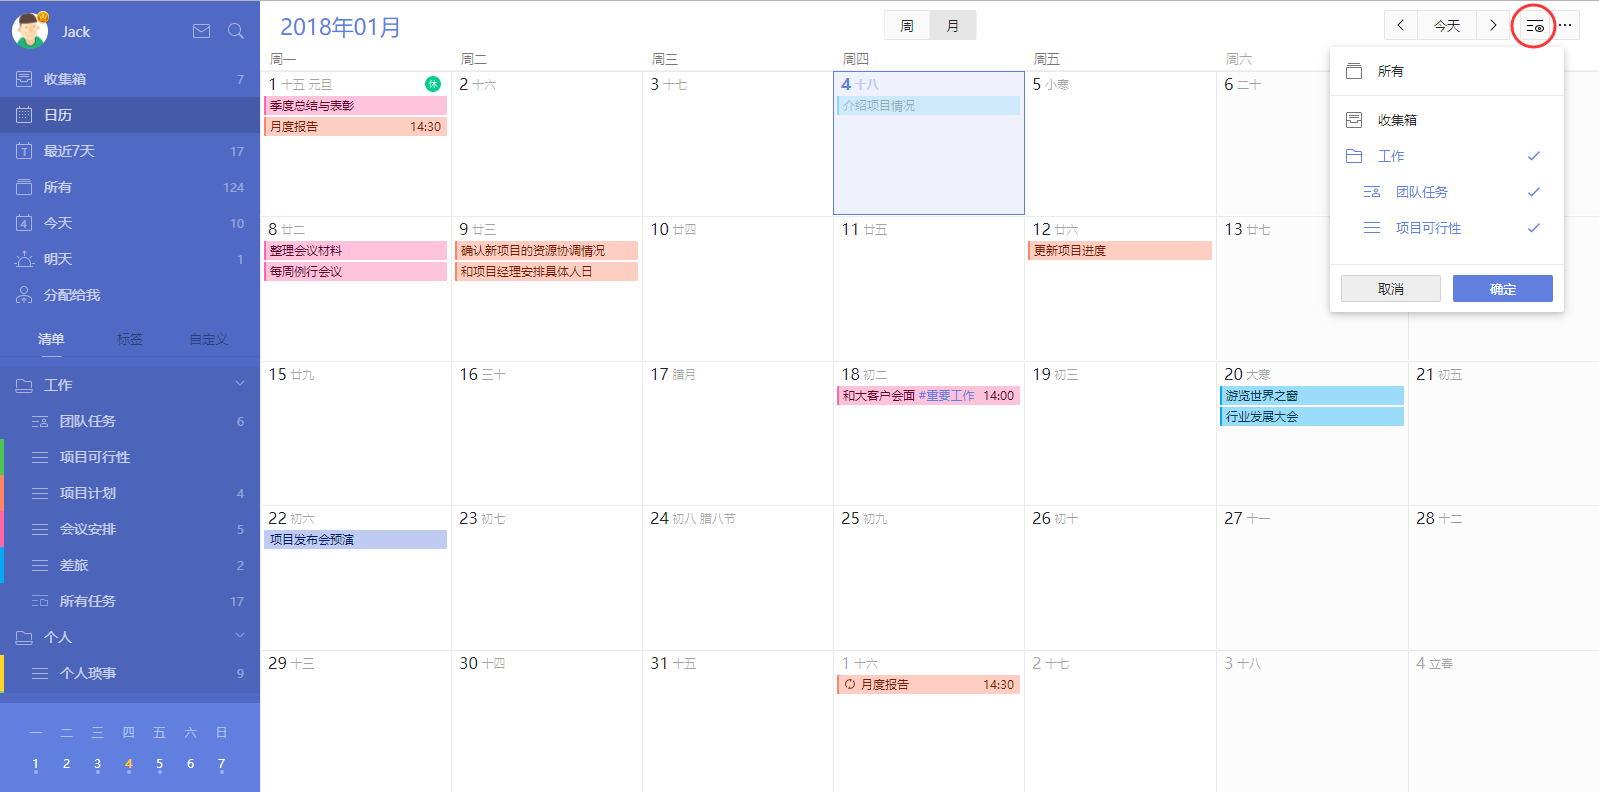 Jack
收集箱 7
日历
最近7天 17
所有 124
今天 10
明天 1
分配给我
清单 标签 自定义
工作
团队任务 6
项目可行性
项目计划 4
会议安排 5
差旅 2
所有任务 17
个人
个人琐事 9
一 二 三 四 五 六 日
1 2 3 4 5 6 7
2018年01月
周 月
今天
周一 周二 周三 周四 周五 周六
1 十五 元旦 休
季度总结与表彰
月度报告 14:30
2 十六
3 十七
4 十八
介绍项目情况
5 小寒
6 二十
8 廿二
整理会议材料
每周例行会议
9 廿三
确认新项目的资源协调情况
和项目经理安排具体人日
10 廿四
11 廿五
12 廿六
更新项目进度
13 廿七
15 廿九
16 三十
17 腊月
18 初二
和大客户会面 #重要工作 14:00
19 初三
20 大寒
游览世界之窗
行业发展大会
21 初五
22 初六
项目发布会预演
23 初七
24 初八 腊八节
25 初九
26 初十
27 十一
28 十二
29 十三
30 十四
31 十五
1 十六
月度报告 14:30
2 十七
3 十八
4 立春
所有
收集箱
工作
团队任务
项目可行性
取消 确定